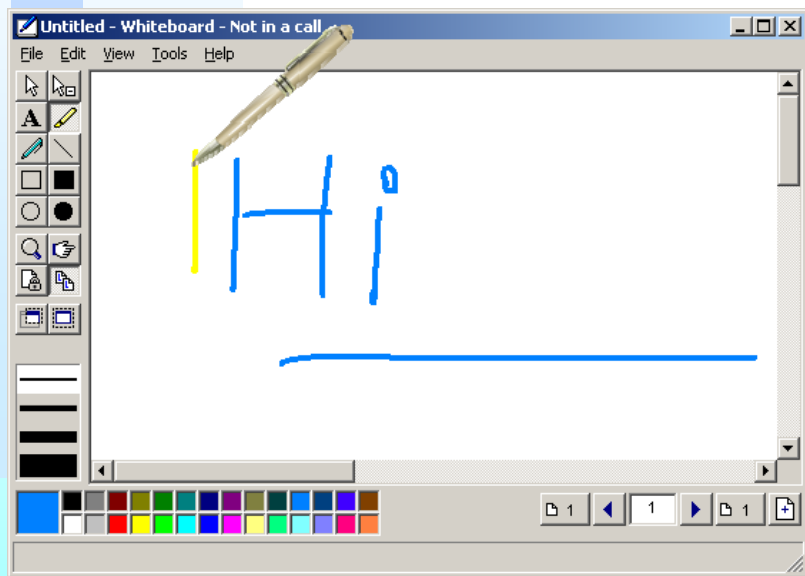 Untitled - Whiteboard - Not in a call
File Edit View Tools Help
A
Hi
1 1 1